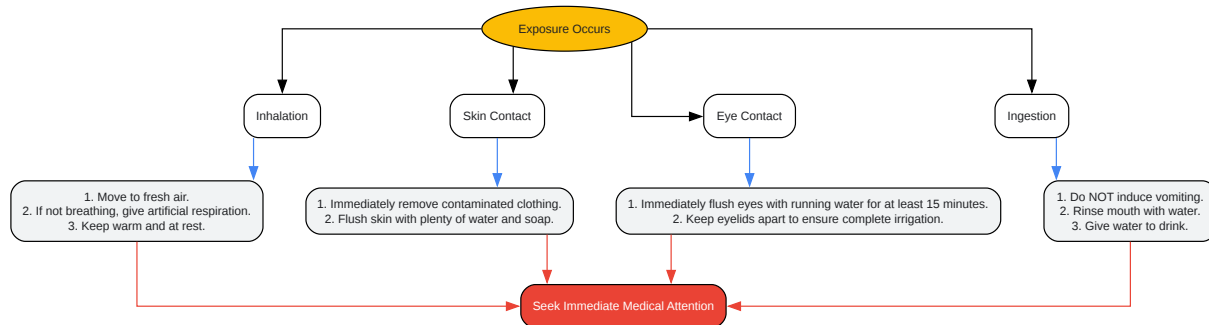 Exposure Occurs
Inhalation
Skin Contact
Eye Contact
Ingestion
1. Move to fresh air.
2. If not breathing, give artificial respiration.
3. Keep warm and at rest.
1. Immediately remove contaminated clothing.
2. Flush skin with plenty of water and soap.
1. Immediately flush eyes with running water for at least 15 minutes.
2. Keep eyelids apart to ensure complete irrigation.
1. Do NOT induce vomiting.
2. Rinse mouth with water.
3. Give water to drink.
Seek Immediate Medical Attention